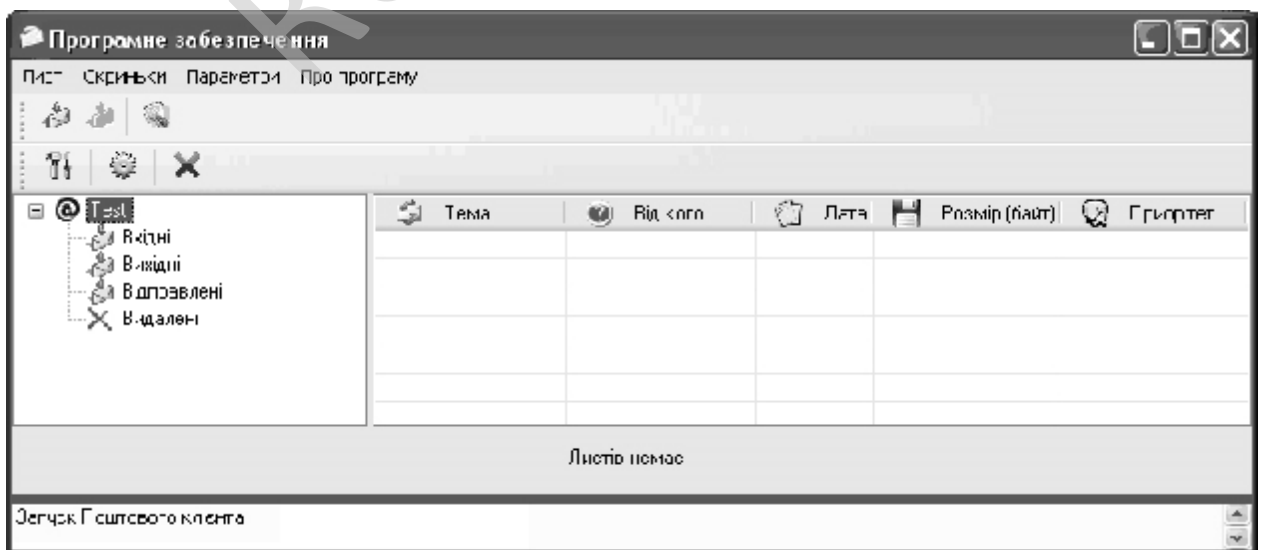 Програмне забезпечення
Лист Скриньки Параметри Про програму
Test Тема Від кого Дата Розмір (байт) Приорітет
Вхідні
Вихідні
Відправлені
Видалені
Листів немає
Запуск Поштового клієнта